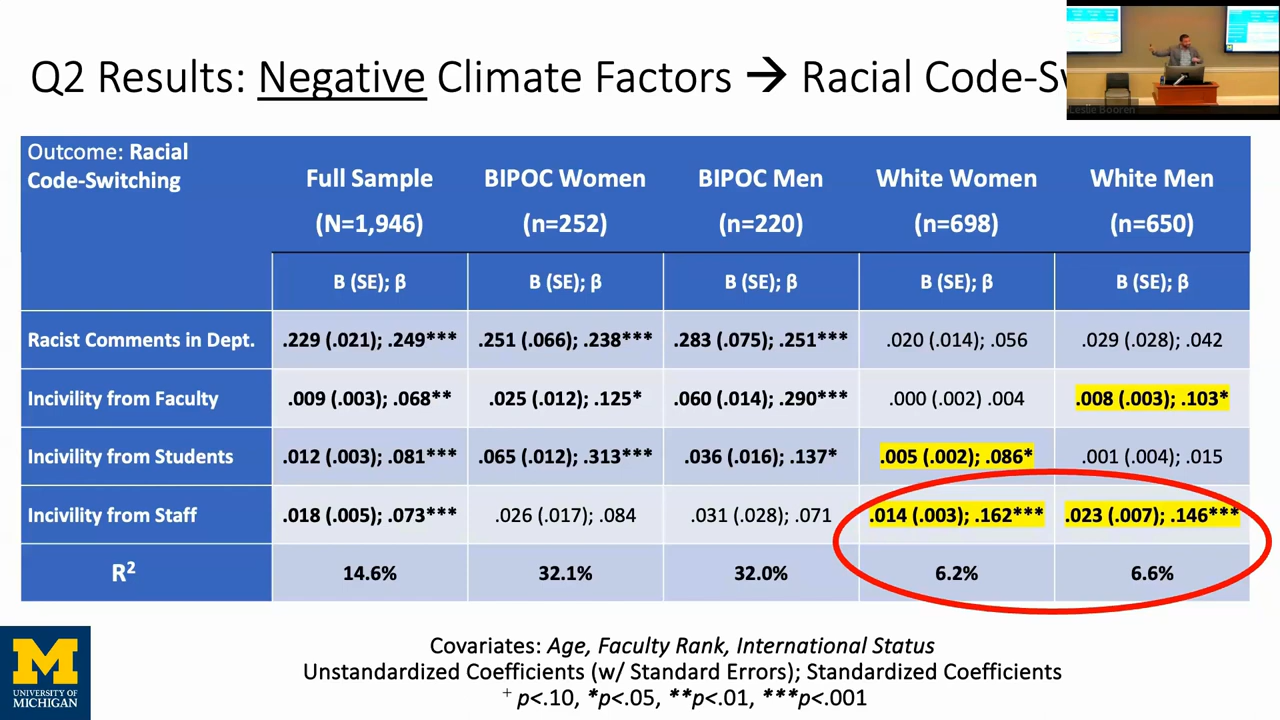 Q2 Results: Negative Climate Factors → Racial Code-Sw
Leslie Booren
Outcome: Racial
Code-Switching
Full Sample
(N=1,946)
BIPOC Women
(n=252)
BIPOC Men
(n=220)
White Women
(n=698)
White Men
(n=650)
B (SE); β B (SE); β B (SE); β B (SE); β B (SE); β
Racist Comments in Dept. .229 (.021); .249*** .251 (.066); .238*** .283 (.075); .251*** .020 (.014); .056 .029 (.028); .042
Incivility from Faculty .009 (.003); .068** .025 (.012); .125* .060 (.014); .290*** .000 (.002) .004 .008 (.003); .103*
Incivility from Students .012 (.003); .081*** .065 (.012); .313*** .036 (.016); .137* .005 (.002); .086* .001 (.004); .015
Incivility from Staff .018 (.005); .073*** .026 (.017); .084 .031 (.028); .071 .014 (.003); .162*** .023 (.007); .146***
R² 14.6% 32.1% 32.0% 6.2% 6.6%
Covariates: Age, Faculty Rank, International Status
Unstandardized Coefficients (w/ Standard Errors); Standardized Coefficients
⁺ p<.10, *p<.05, **p<.01, ***p<.001
M
UNIVERSITY OF
MICHIGAN